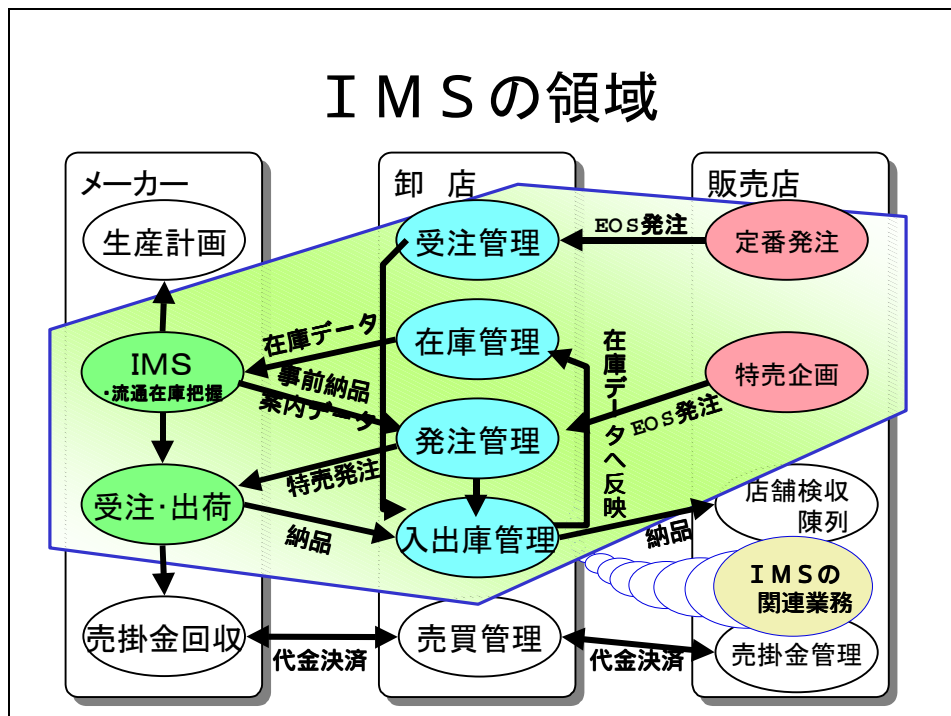 ＩＭＳの領域
メーカー
卸　店
販売店
生産計画
受注管理
EOS発注
定番発注
在庫データ
在庫管理
在庫データへ反映
IMS
・流通在庫把握
事前納品
案内データ
特売企画
発注管理
EOS発注
特売発注
受注・出荷
納品
入出庫管理
納品
店舗検収
陳列
ＩＭＳの
関連業務
売掛金回収
代金決済
売買管理
代金決済
売掛金管理